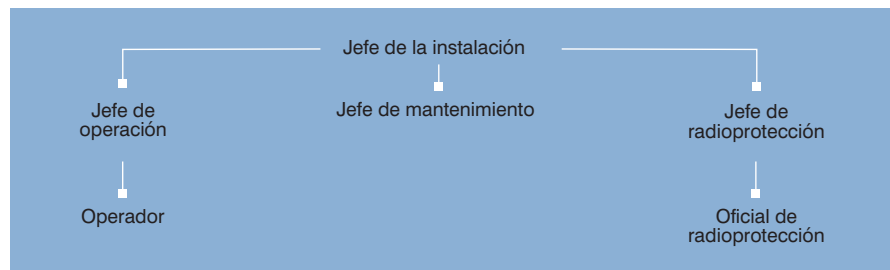 Jefe de la instalación
Jefe de
operación
Jefe de mantenimiento
Jefe de
radioprotección
Operador
Oficial de
radioprotección